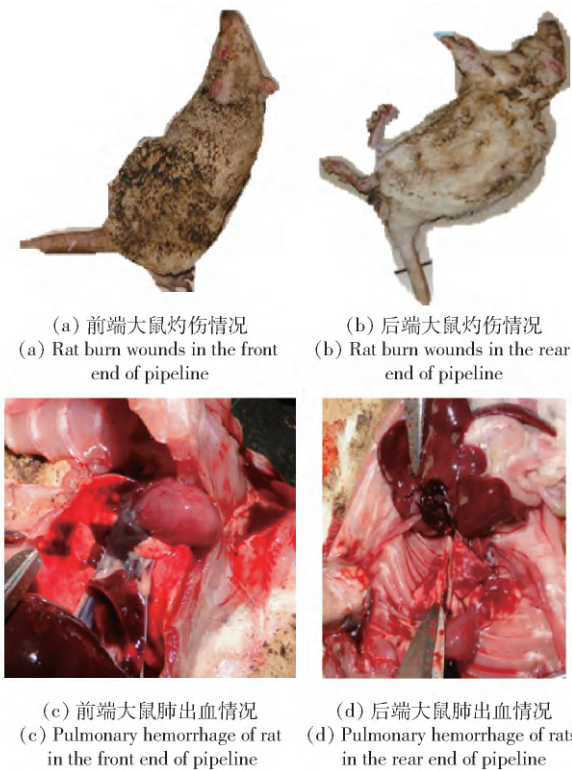 (a) 前端大鼠灼伤情况
(a) Rat burn wounds in the front
end of pipeline
(b) 后端大鼠灼伤情况
(b) Rat burn wounds in the rear
end of pipeline
(c) 前端大鼠肺出血情况
(c) Pulmonary hemorrhage of rat
in the front end of pipeline
(d) 后端大鼠肺出血情况
(d) Pulmonary hemorrhage of rats
in the rear end of pipeline